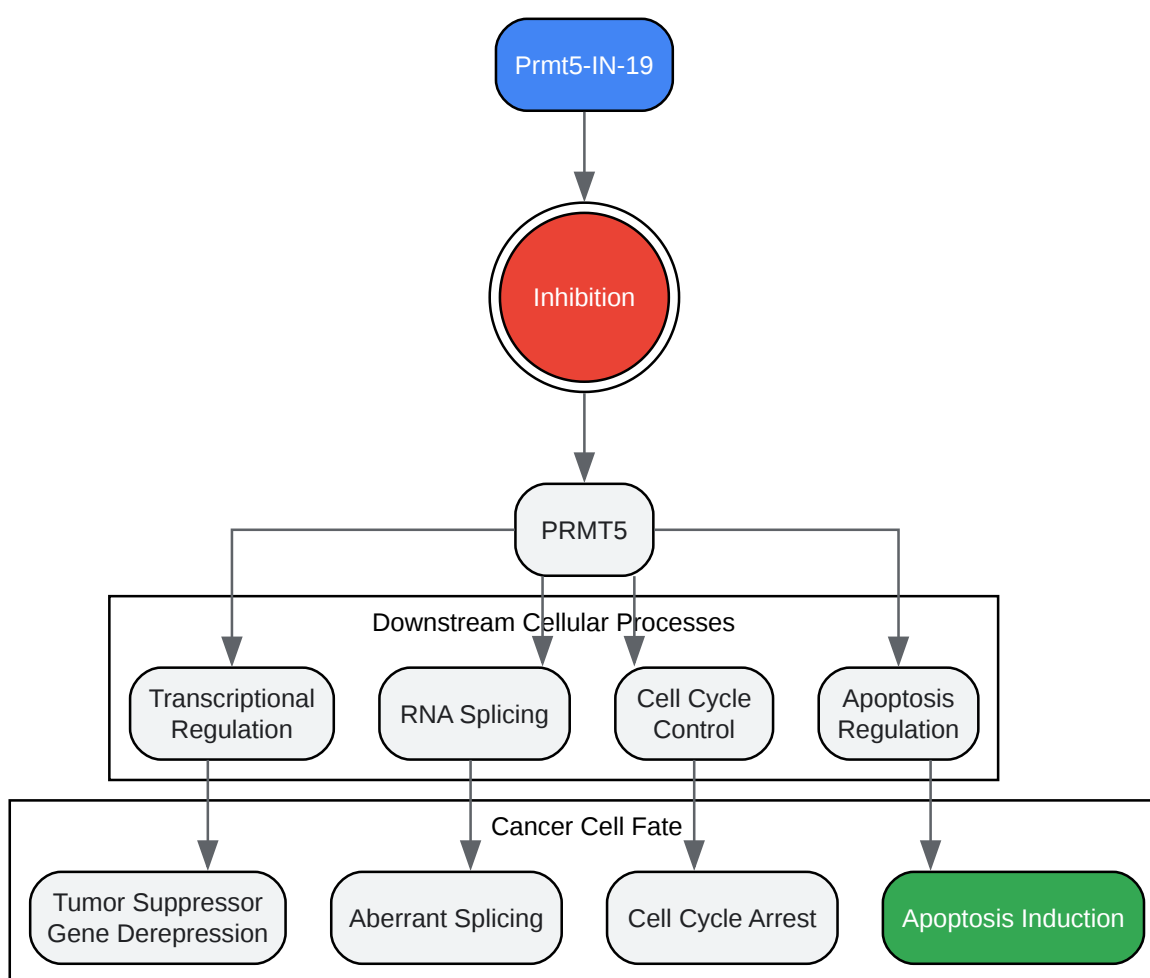 Prmt5-IN-19
Inhibition
PRMT5
Downstream Cellular Processes
Transcriptional
Regulation
RNA Splicing
Cell Cycle
Control
Apoptosis
Regulation
Cancer Cell Fate
Tumor Suppressor
Gene Derepression
Aberrant Splicing
Cell Cycle Arrest
Apoptosis Induction